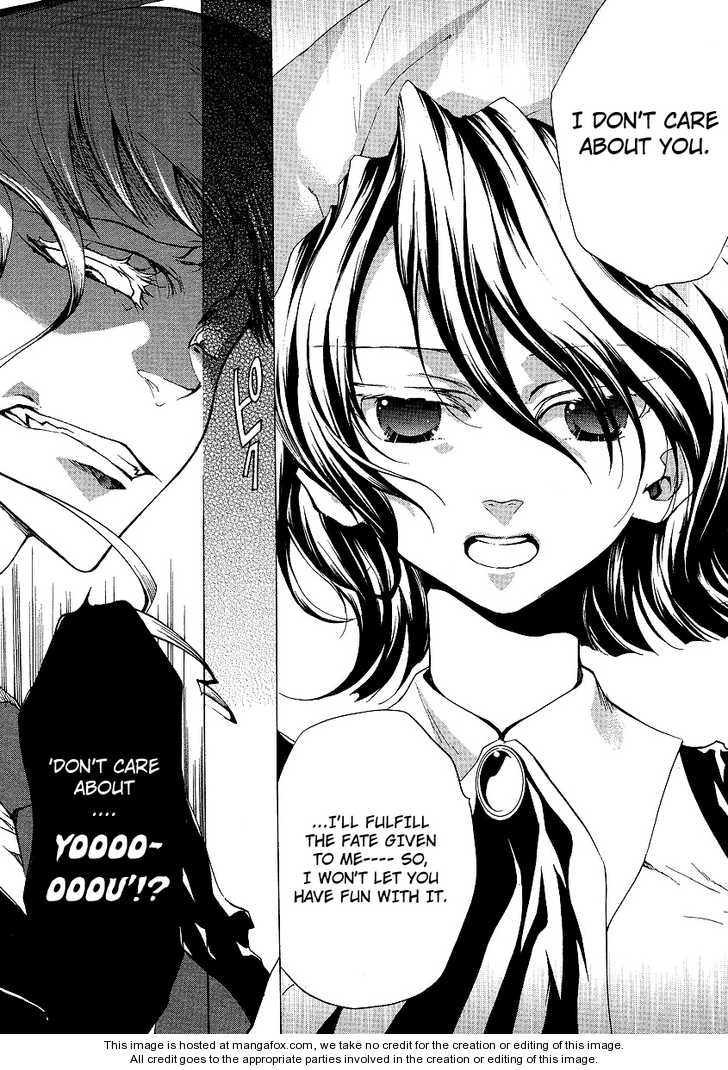 I DON'T CARE
ABOUT YOU.
...I'LL FULFILL
THE FATE GIVEN
TO ME---- SO,
I WON'T LET YOU
HAVE FUN WITH IT.
'DON'T CARE
ABOUT
....
YOOOO-
OOOU'!?
This image is hosted at mangafox.com, we take no credit for the creation or editing of this image.
All credit goes to the appropriate parties involved in the creation or editing of this image.